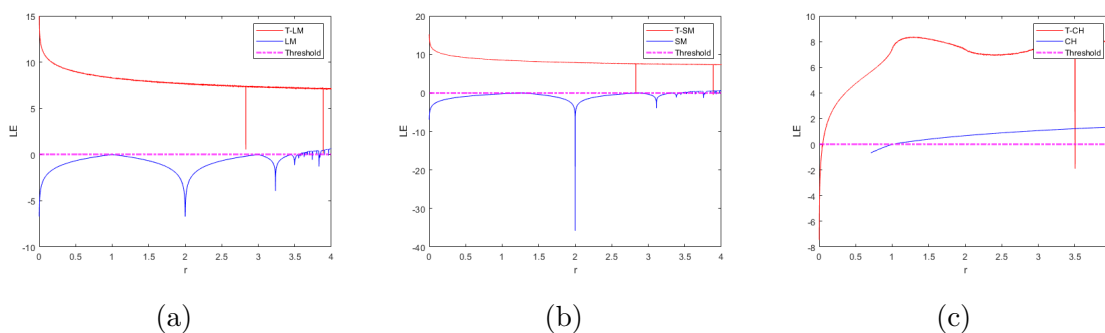 15
10
5
0
-5
-10
LE
0 0.5 1 1.5 2 2.5 3 3.5 4
r
T-LM
LM
Threshold
(a)
20
10
0
-10
-20
-30
-40
LE
0 0.5 1 1.5 2 2.5 3 3.5 4
r
T-SM
SM
Threshold
(b)
10
8
6
4
2
0
-2
-4
-6
-8
LE
0 0.5 1 1.5 2 2.5 3 3.5
r
T-CH
CH
Threshold
(c)